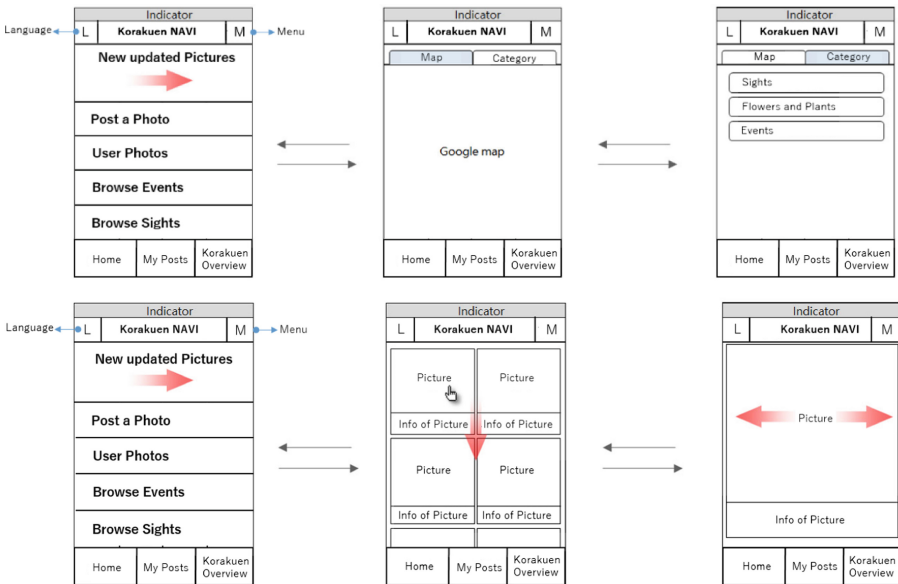 Indicator
Language
L
Korakuen NAVI
M
Menu
New updated Pictures
Post a Photo
User Photos
Browse Events
Browse Sights
Home
My Posts
Korakuen
Overview
Indicator
L
Korakuen NAVI
M
Map
Category
Google map
Home
My Posts
Korakuen
Overview
Indicator
L
Korakuen NAVI
M
Map
Category
Sights
Flowers and Plants
Events
Home
My Posts
Korakuen
Overview
Indicator
Language
L
Korakuen NAVI
M
Menu
New updated Pictures
Post a Photo
User Photos
Browse Events
Browse Sights
Home
My Posts
Korakuen
Overview
Indicator
L
Korakuen NAVI
M
Picture
Picture
Info of Picture
Info of Picture
Picture
Picture
Info of Picture
Info of Picture
Home
My Posts
Korakuen
Overview
Indicator
L
Korakuen NAVI
M
Picture
Info of Picture
Home
My Posts
Korakuen
Overview